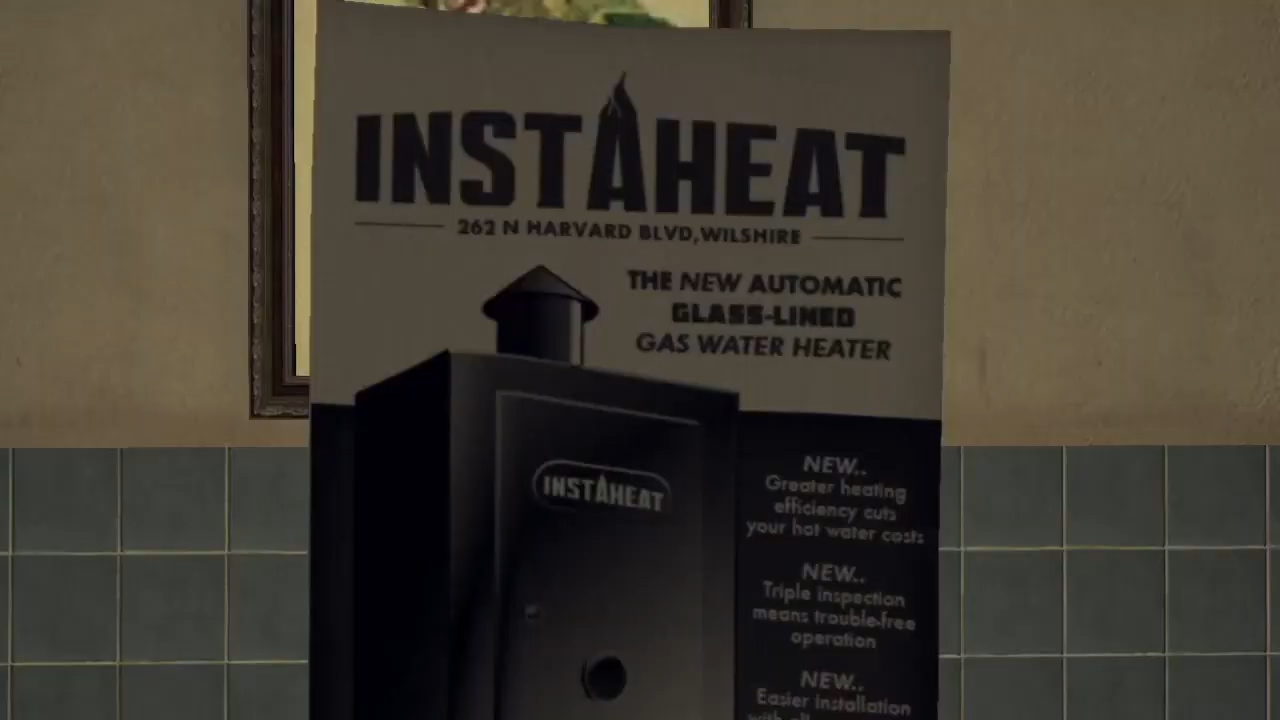 INSTAHEAT
262 N HARVARD BLVD, WILSHIRE
THE NEW AUTOMATIC
GLASS-LINED
GAS WATER HEATER
INSTAHEAT
NEW..
Greater heating
efficiency cuts
your hot water costs
NEW..
Triple inspection
means trouble-free
operation
NEW..
Easier installation